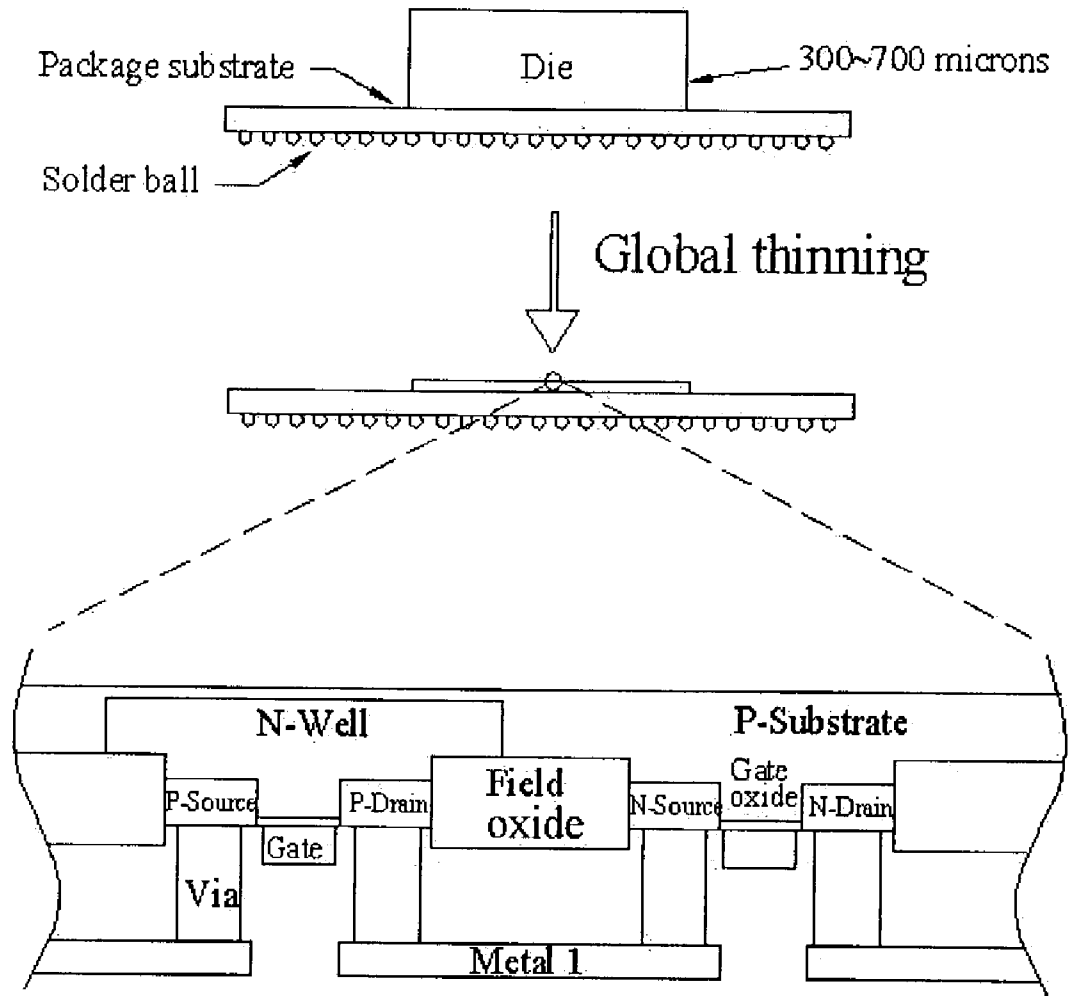 Die
300~700 microns
Package substrate
Solder ball
Global thinning
N-Well
P-Substrate
P-Source
P-Drain
Field
oxide
N-Source
Gate
oxide
N-Drain
Gate
Via
Metal 1